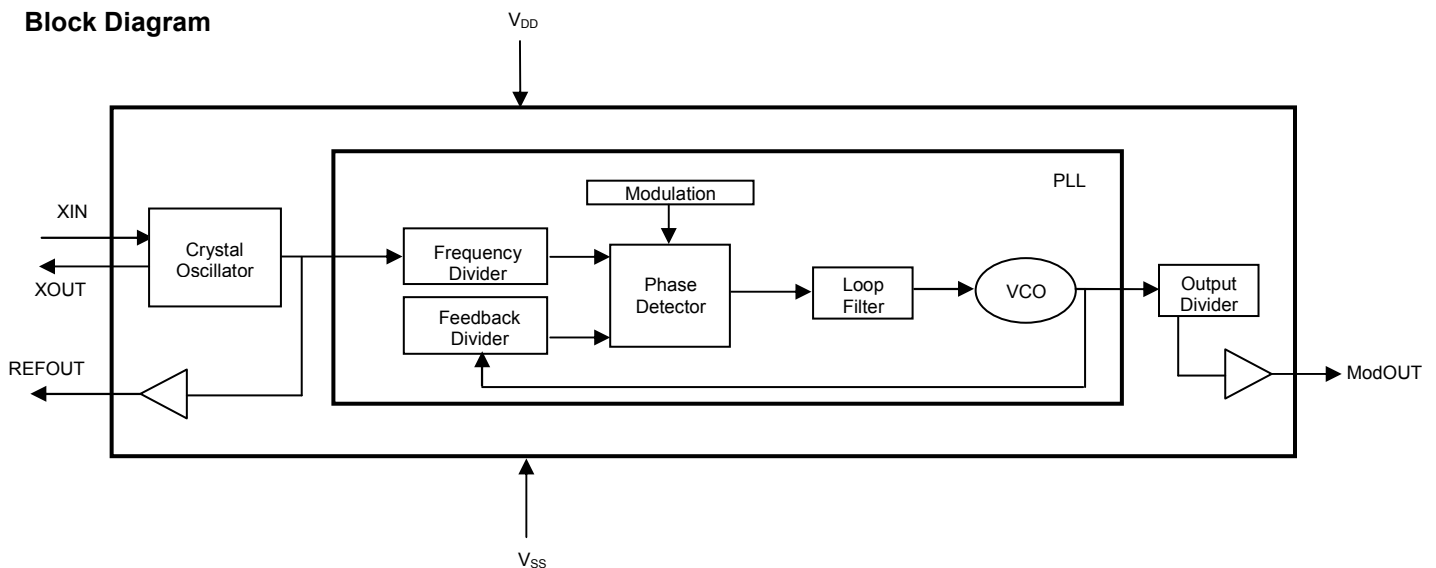 Block Diagram
VDD
PLL
Modulation
XIN
XOUT
Crystal
Oscillator
Frequency
Divider
Feedback
Divider
Phase
Detector
Loop
Filter
VCO
Output
Divider
REFOUT
ModOUT
VSS